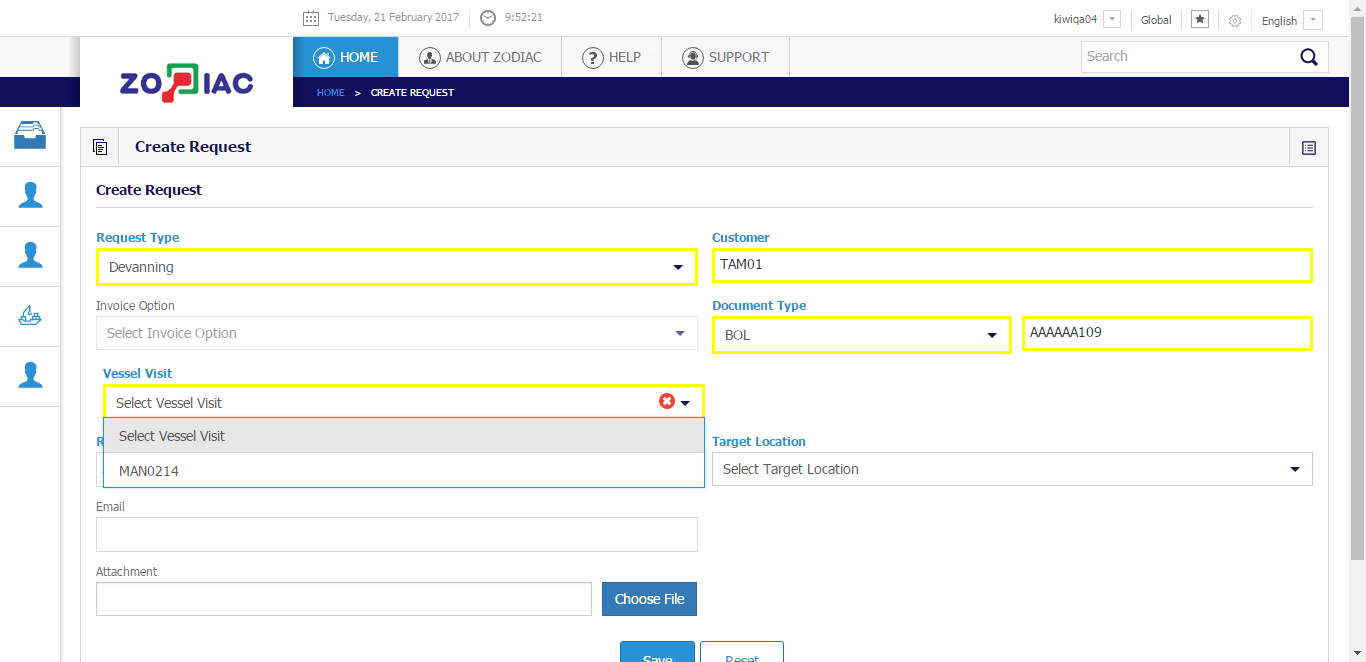 Tuesday, 21 February 2017 9:52:21 kiwiqa04 Global English
ZODIAC HOME ABOUT ZODIAC HELP SUPPORT Search
HOME > CREATE REQUEST
Create Request
Create Request
Request Type Customer
Devanning TAM01
Invoice Option Document Type
Select Invoice Option BOL AAAAAA109
Vessel Visit
Select Vessel Visit
Select Vessel Visit
Target Location
MAN0214 Select Target Location
Email
Attachment
Choose File
Save Reset